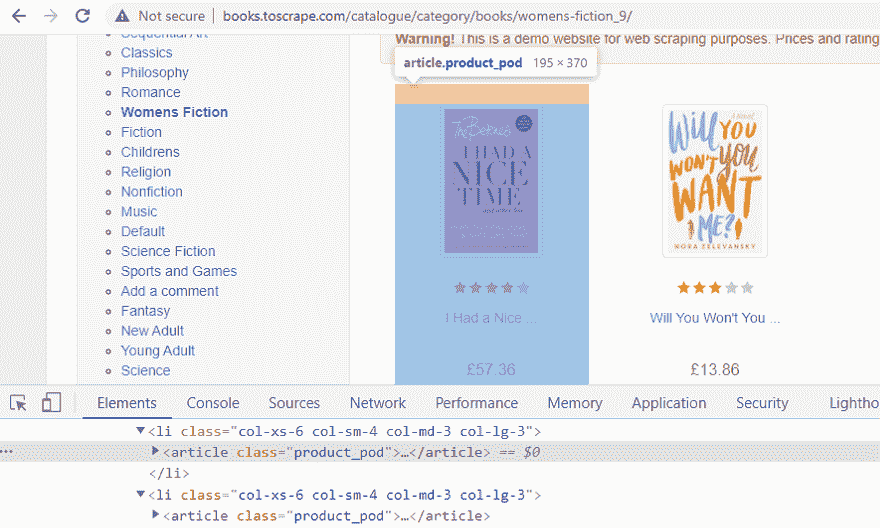 Not secure | books.toscrape.com/catalogue/category/books/womens-fiction_9/
Sequential Art
Classics
Philosophy
Romance
Womens Fiction
Fiction
Childrens
Religion
Nonfiction
Music
Default
Science Fiction
Sports and Games
Add a comment
Fantasy
New Adult
Young Adult
Science
Warning! This is a demo website for web scraping purposes. Prices and rating
article.product_pod 195 × 370
I HAD A
NICE
TIME
Will
YOU
WON'T you
WANT
ME?
NORA ZELEVANSKY
I Had a Nice ...
Will You Won't You ...
£57.36
£13.86
Elements Console Sources Network Performance Memory Application Security Lightho
▼<li class="col-xs-6 col-sm-4 col-md-3 col-lg-3">
... ▶<article class="product_pod">…</article> == $0
</li>
▼<li class="col-xs-6 col-sm-4 col-md-3 col-lg-3">
▶<article class="product_pod">…</article>